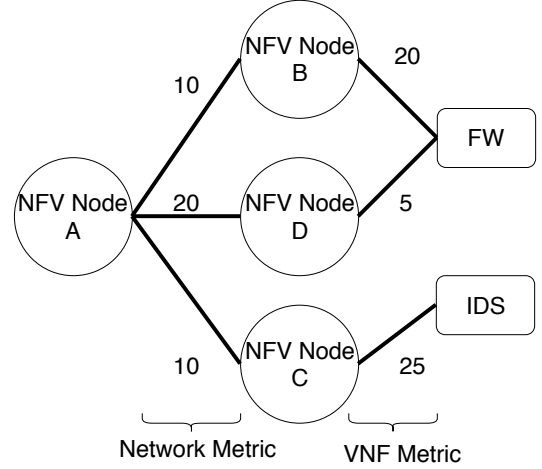 NFV Node
B
20
10
FW
NFV Node
A
20
NFV Node
D
5
IDS
NFV Node
C
10
25
Network Metric
VNF Metric